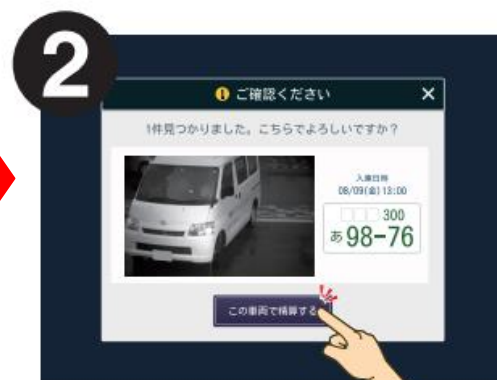 2
ご確認ください
1件見つかりました。こちらでよろしいですか？
入庫日時
08/09(金)13:00
□□□ 300
あ 98-76
この車両で精算する